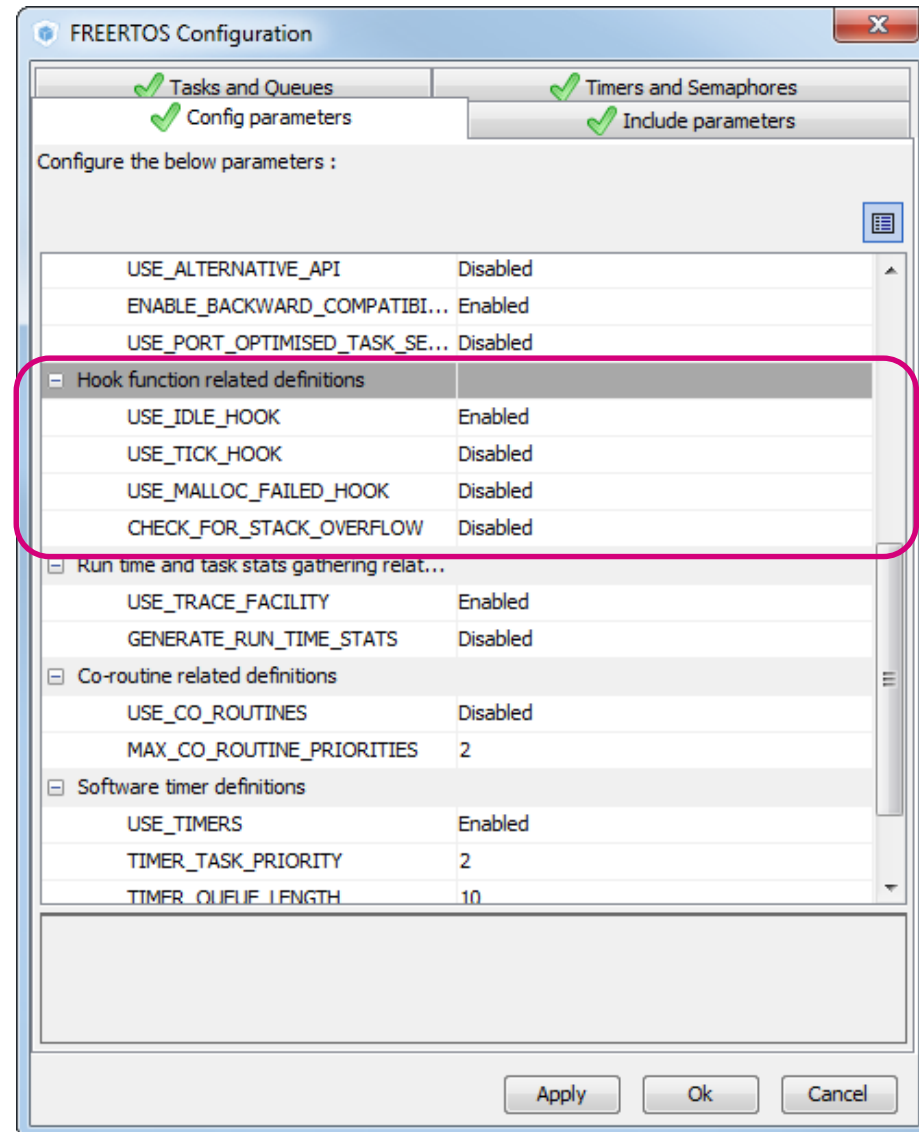 FREERTOS Configuration
Tasks and Queues Timers and Semaphores
Config parameters Include parameters
Configure the below parameters :
USE_ALTERNATIVE_API Disabled
ENABLE_BACKWARD_COMPATIBI... Enabled
USE_PORT_OPTIMISED_TASK_SE... Disabled
Hook function related definitions
USE_IDLE_HOOK Enabled
USE_TICK_HOOK Disabled
USE_MALLOC_FAILED_HOOK Disabled
CHECK_FOR_STACK_OVERFLOW Disabled
Run time and task stats gathering relat...
USE_TRACE_FACILITY Enabled
GENERATE_RUN_TIME_STATS Disabled
Co-routine related definitions
USE_CO_ROUTINES Disabled
MAX_CO_ROUTINE_PRIORITIES 2
Software timer definitions
USE_TIMERS Enabled
TIMER_TASK_PRIORITY 2
TIMER_QUEUE_LENGTH 10
Apply Ok Cancel